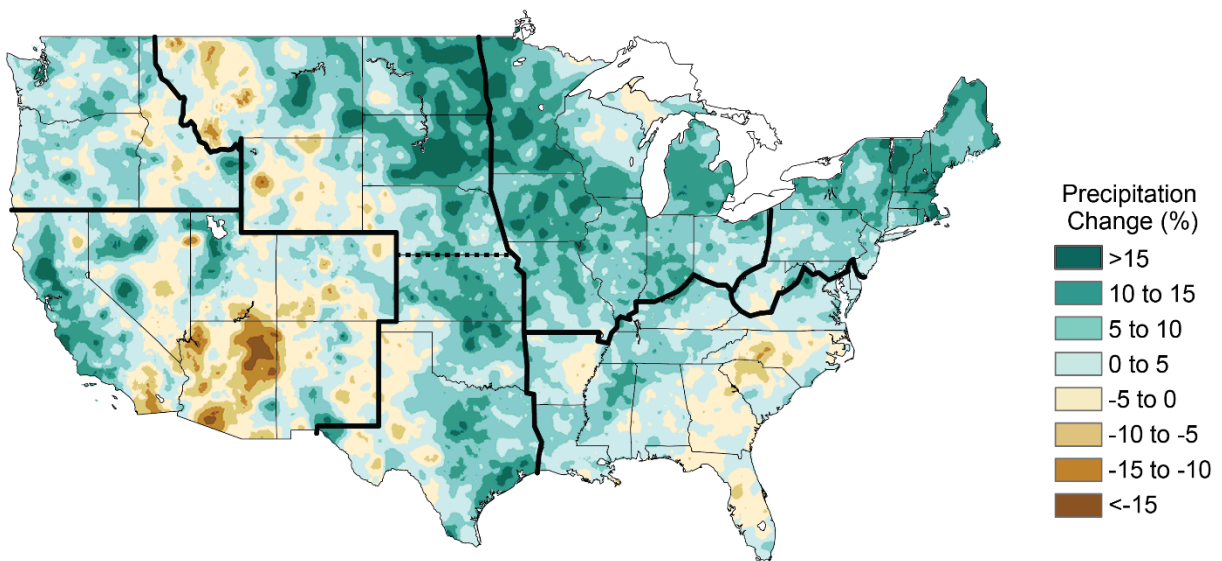 Precipitation
Change (%)
>15
10 to 15
5 to 10
0 to 5
-5 to 0
-10 to -5
-15 to -10
<-15